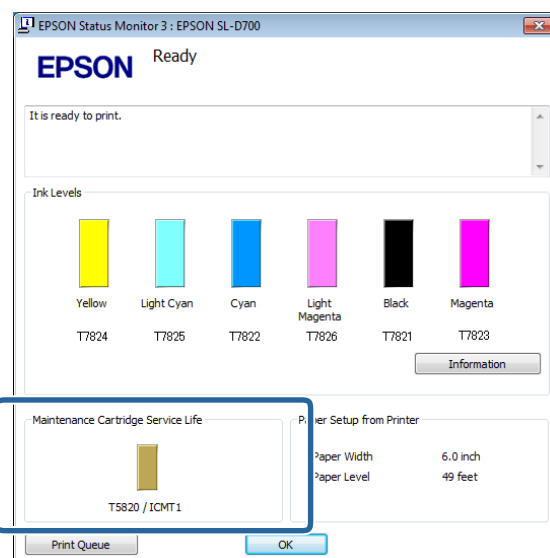 EPSON Status Monitor 3 : EPSON SL-D700
EPSON
Ready
It is ready to print.
Ink Levels
Yellow
Light Cyan
Cyan
Light
Magenta
Black
Magenta
T7824
T7825
T7822
T7826
T7821
T7823
Information
Maintenance Cartridge Service Life
T5820 / ICMT1
Paper Setup from Printer
Paper Width
6.0 inch
Paper Level
49 feet
Print Queue
OK